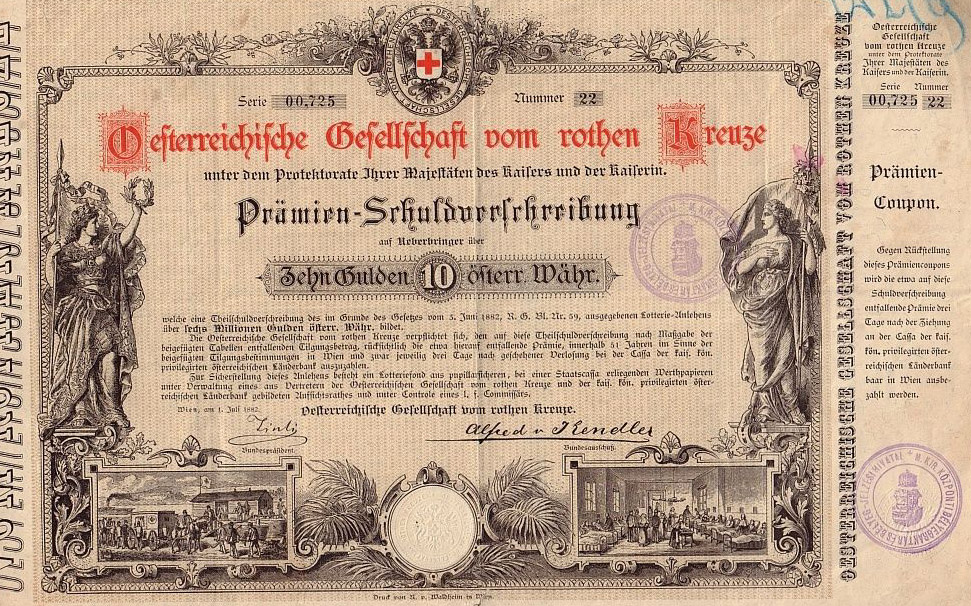 OESTERREICHISCHE GESELLSCHAFT VOM ROTHEN KREUZE
Serie 00,725 Nummer 22
Oesterreichische Gesellschaft vom rothen Kreuze
unter dem Protektorate Ihrer Majestäten des Kaisers und der Kaiserin.
Prämien-Schuldverschreibung
auf Ueberbringer über
Zehn Gulden 10 österr. Währ.
welche eine Theilschuldverschreibung des im Grunde des Gesetzes vom 5. Juni 1882, R. G. Bl. Nr. 59, ausgegebenen Lotterie-Anlehens
über sechs Millionen Gulden österr. Währ. bildet.
Die Oesterreichische Gesellschaft vom rothen Kreuze verpflichtet sich, den auf diese Theilschuldverschreibung nach Maßgabe der
beigefügten Tabellen entfallenden Tilgungsbetrag, rücksichtlich die etwa hierauf entfallende Prämie, innerhalb 51 Jahren im Sinne der
beigefügten Tilgungsbestimmungen in Wien und zwar jeweilig drei Tage nach geschehener Verlosung bei der Cassa der kais. kön.
privilegirten österreichischen Länderbank auszuzahlen.
Zur Sicherstellung dieses Anlehens besteht ein Lotteriefond aus pupillarsicheren, bei einer Staatscassa erliegenden Werthpapieren
unter Verwaltung eines aus Vertretern der Oesterreichischen Gesellschaft vom rothen Kreuze und der kais. kön. privilegirten öster-
reichischen Länderbank gebildeten Aufsichtsrathes und unter Controle eines l. f. Commissärs.
Wien, am 1. Juli 1882.
Oesterreichische Gesellschaft vom rothen Kreuze.
Alfred v
Bundespräsident. Bundesausschuß.
Druck von R. v. Waldheim in Wien.
OESTERREICHISCHE GESELLSCHAFT VOM ROTHEN KREUZE
Oesterreichische
Gesellschaft
vom rothen Kreuze
unter dem Protektorate
Ihrer Majestäten des
Kaisers und der Kaiserin.
Serie Nummer
00,725 22
Prämien-
Coupon.
Gegen Rückstellung
dieses Prämiencoupons
wird die etwa auf diese
Schuldverschreibung
entfallende Prämie drei
Tage nach der Ziehung
an der Cassa der kais.
kön. privilegirten öster-
reichischen Länderbank
baar in Wien ausbe-
zahlt werden.